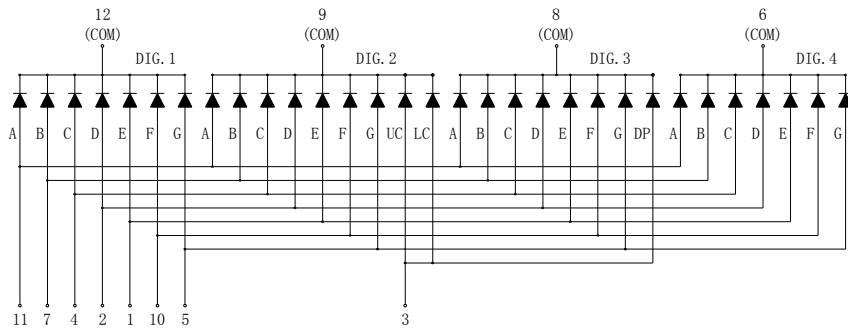 12 9 8 6
(COM) (COM) (COM) (COM)
DIG.1 DIG.2 DIG.3 DIG.4
A B C D E F G A B C D E F G UC LC A B C D E F G DP A B C D E F G
11 7 4 2 1 10 5 3